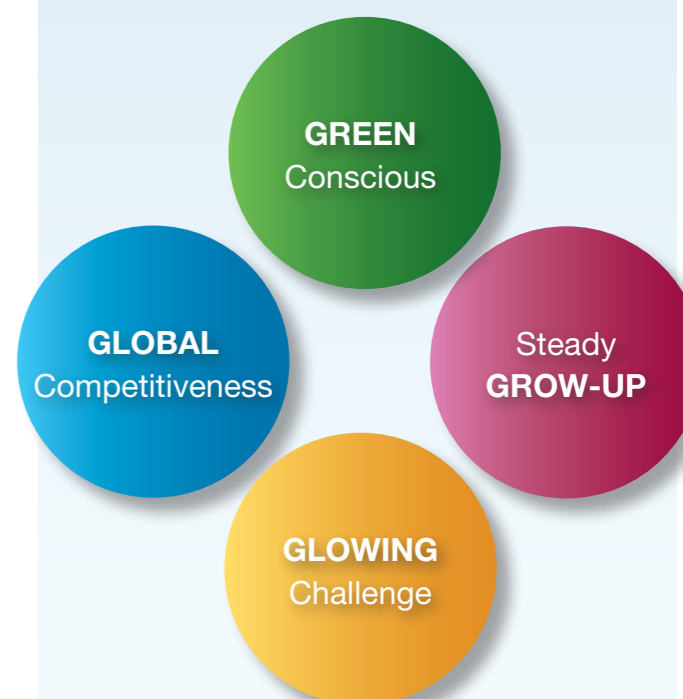 GREEN
Conscious
GLOBAL
Competitiveness
Steady
GROW-UP
GLOWING
Challenge